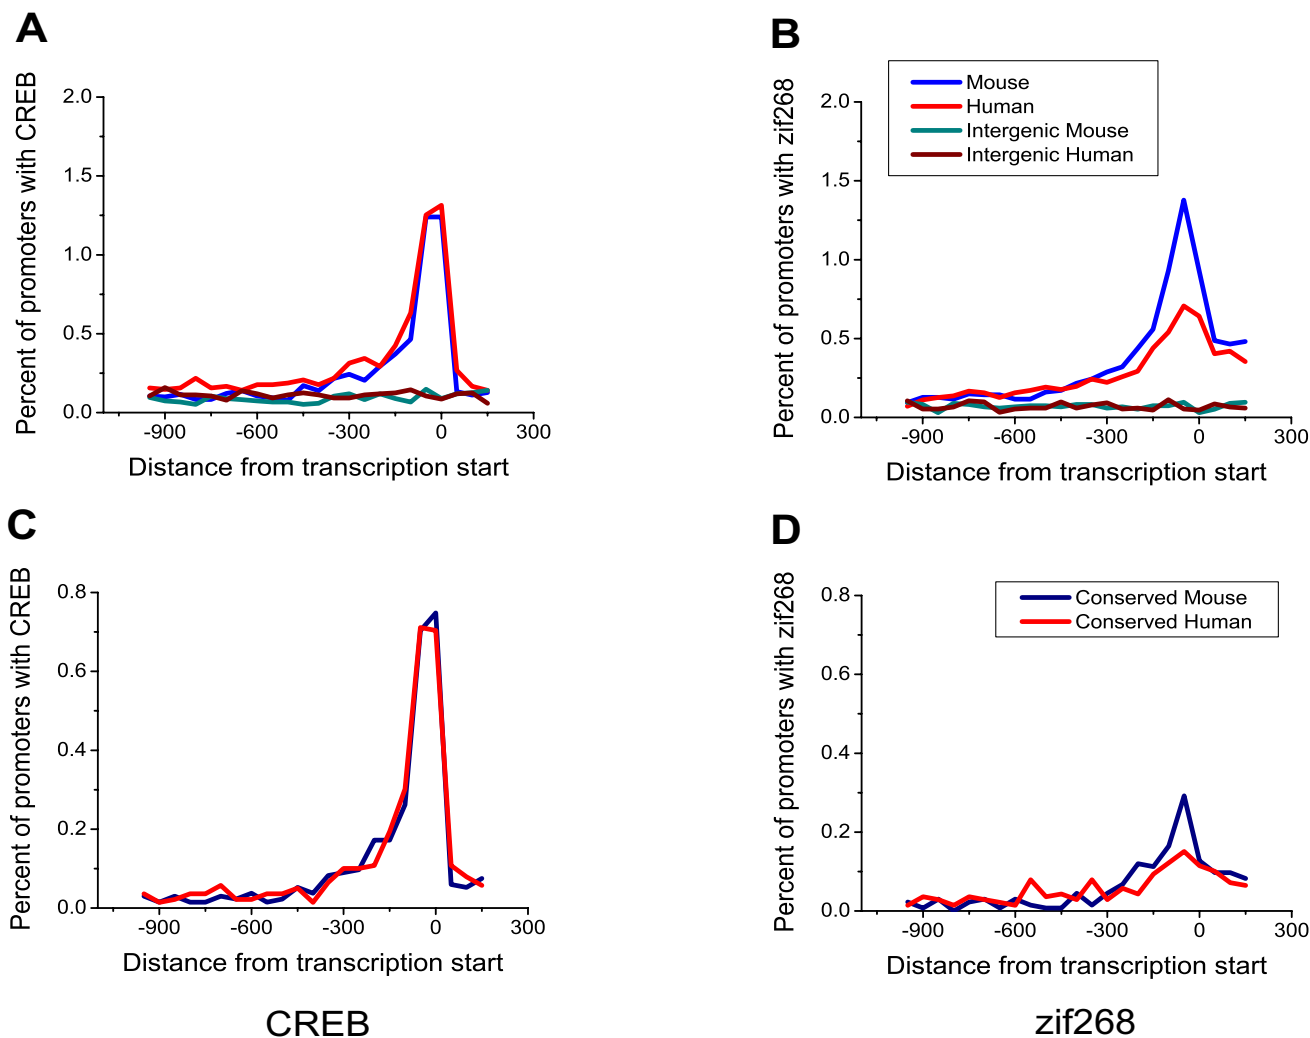 A
Percent of promoters with CREB
2.0
1.5
1.0
0.5
0.0
-900 -600 -300 0 300
Distance from transcription start
B
Percent of promoters with zif268
Mouse
Human
Intergenic Mouse
Intergenic Human
2.0
1.5
1.0
0.5
0.0
-900 -600 -300 0 300
Distance from transcription start
C
Percent of promoters with CREB
0.8
0.6
0.4
0.2
0.0
-900 -600 -300 0 300
Distance from transcription start
CREB
D
Percent of promoters with zif268
Conserved Mouse
Conserved Human
0.8
0.6
0.4
0.2
0.0
-900 -600 -300 0 300
Distance from transcription start
zif268